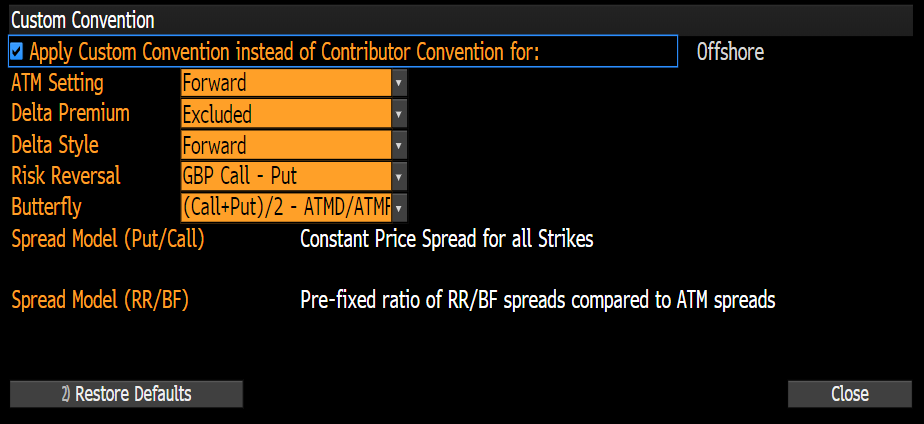 Custom Convention
Apply Custom Convention instead of Contributor Convention for: Offshore
ATM Setting Forward
Delta Premium Excluded
Delta Style Forward
Risk Reversal GBP Call - Put
Butterfly (Call+Put)/2 - ATMD/ATMF
Spread Model (Put/Call) Constant Price Spread for all Strikes
Spread Model (RR/BF) Pre-fixed ratio of RR/BF spreads compared to ATM spreads
2) Restore Defaults Close